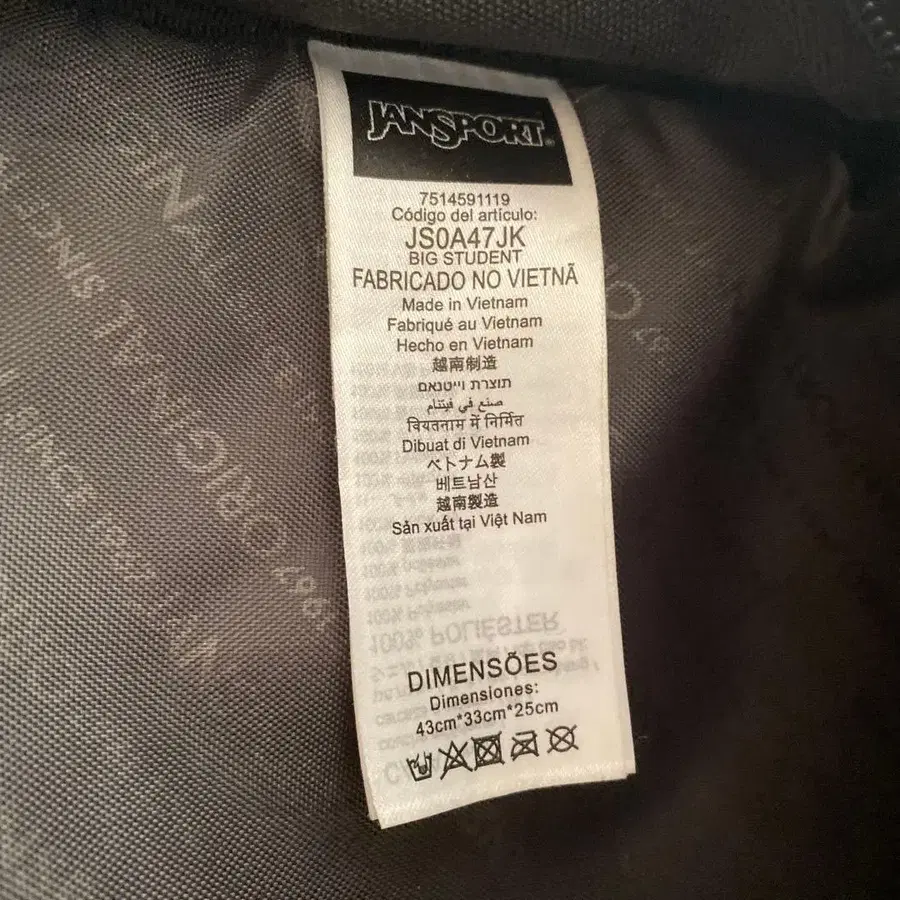 JANSPORT®
7514591119
Código del artículo:
JS0A47JK
BIG STUDENT
FABRICADO NO VIETNÃ
Made in Vietnam
Fabriqué au Vietnam
Hecho en Vietnam
越南制造
תוצרת וייטנאם
صنع في فيتنام
वियतनाम में निर्मित
Dibuat di Vietnam
ベトナム製
베트남산
越南製造
Sản xuất tại Việt Nam
100% POLIÉSTER
DIMENSÕES
Dimensiones:
43cm*33cm*25cm